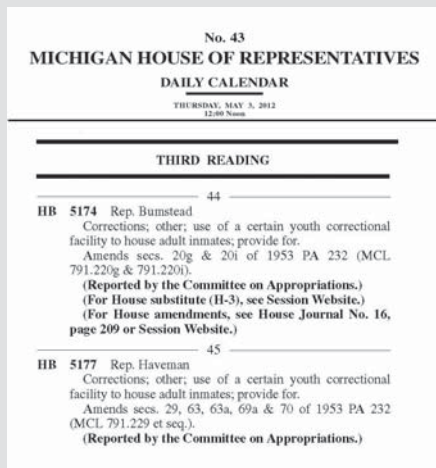 No. 43
MICHIGAN HOUSE OF REPRESENTATIVES
DAILY CALENDAR
THURSDAY, MAY 3, 2012
12:00 Noon
THIRD READING
44
HB 5174 Rep. Bumstead
Corrections; other; use of a certain youth correctional
facility to house adult inmates; provide for.
Amends secs. 20g & 20i of 1953 PA 232 (MCL
791.220g & 791.220i).
(Reported by the Committee on Appropriations.)
(For House substitute (H-3), see Session Website.)
(For House amendments, see House Journal No. 16,
page 209 or Session Website.)
45
HB 5177 Rep. Haveman
Corrections; other; use of a certain youth correctional
facility to house adult inmates; provide for.
Amends secs. 29, 63, 63a, 69a & 70 of 1953 PA 232
(MCL 791.229 et seq.).
(Reported by the Committee on Appropriations.)